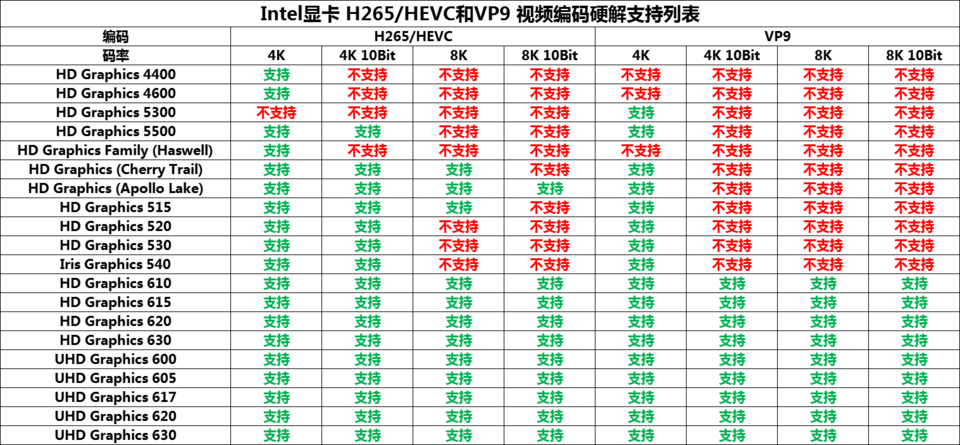 Intel显卡 H265/HEVC和VP9 视频编码硬解支持列表
编码 H265/HEVC VP9
码率 4K 4K 10Bit 8K 8K 10Bit 4K 4K 10Bit 8K 8K 10Bit
HD Graphics 4400 支持 不支持 不支持 不支持 不支持 不支持 不支持 不支持
HD Graphics 4600 支持 不支持 不支持 不支持 不支持 不支持 不支持 不支持
HD Graphics 5300 不支持 不支持 不支持 不支持 支持 不支持 不支持 不支持
HD Graphics 5500 支持 支持 不支持 不支持 支持 不支持 不支持 不支持
HD Graphics Family (Haswell) 支持 不支持 不支持 不支持 不支持 不支持 不支持 不支持
HD Graphics (Cherry Trail) 支持 支持 支持 不支持 支持 不支持 不支持 不支持
HD Graphics (Apollo Lake) 支持 支持 支持 支持 支持 不支持 不支持 不支持
HD Graphics 515 支持 支持 支持 不支持 支持 不支持 不支持 不支持
HD Graphics 520 支持 支持 不支持 不支持 支持 不支持 不支持 不支持
HD Graphics 530 支持 支持 不支持 不支持 支持 不支持 不支持 不支持
Iris Graphics 540 支持 支持 不支持 不支持 支持 不支持 不支持 不支持
HD Graphics 610 支持 支持 支持 支持 支持 支持 支持 支持
HD Graphics 615 支持 支持 支持 支持 支持 支持 支持 支持
HD Graphics 620 支持 支持 支持 支持 支持 支持 支持 支持
HD Graphics 630 支持 支持 支持 支持 支持 支持 支持 支持
UHD Graphics 600 支持 支持 支持 支持 支持 支持 支持 支持
UHD Graphics 605 支持 支持 支持 支持 支持 支持 支持 支持
UHD Graphics 617 支持 支持 支持 支持 支持 支持 支持 支持
UHD Graphics 620 支持 支持 支持 支持 支持 支持 支持 支持
UHD Graphics 630 支持 支持 支持 支持 支持 支持 支持 支持